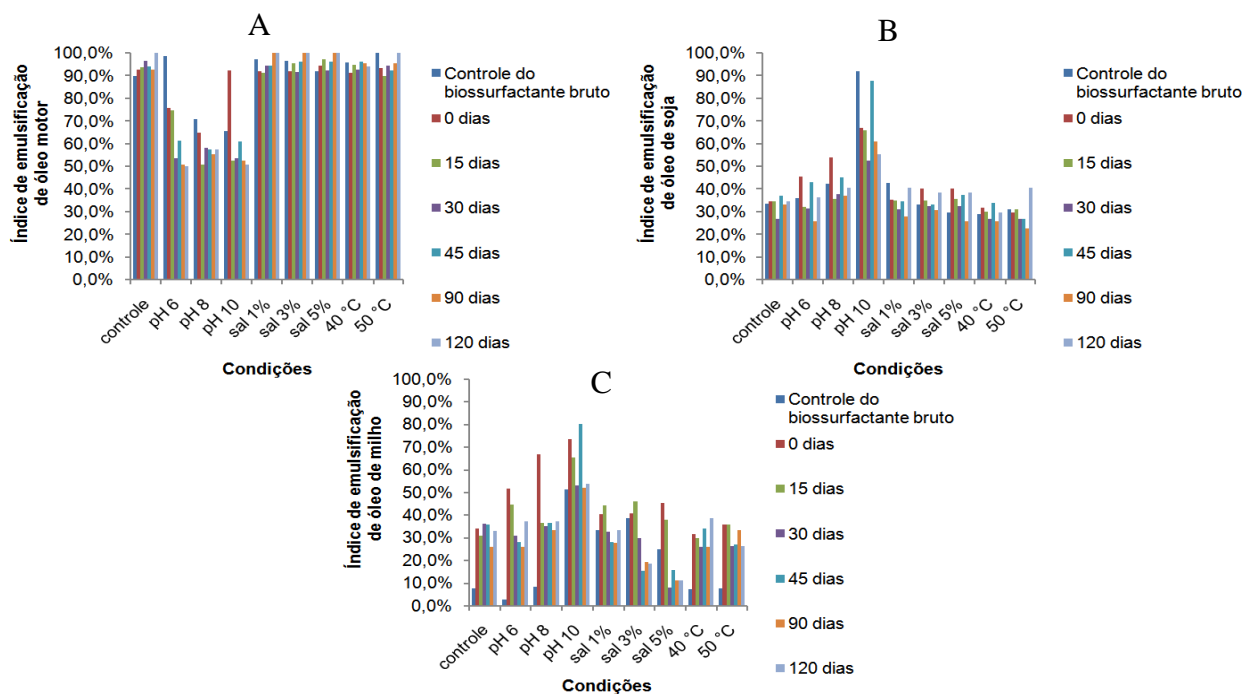 A
Índice de emulsificação
de óleo motor
100,0%
90,0%
80,0%
70,0%
60,0%
50,0%
40,0%
30,0%
20,0%
10,0%
0,0%
controle
pH 6
pH 8
pH 10
sal 1%
sal 3%
sal 5%
40 °C
50 °C
Condições
Controle do
biossurfactante bruto
0 dias
15 dias
30 dias
45 dias
90 dias
120 dias
B
Índice de emulsificação
de óleo de soja
100,0%
90,0%
80,0%
70,0%
60,0%
50,0%
40,0%
30,0%
20,0%
10,0%
0,0%
controle
pH 6
pH 8
pH 10
sal 1%
sal 3%
sal 5%
40 °C
50 °C
Condições
Controle do
biossurfactante bruto
0 dias
15 dias
30 dias
45 dias
90 dias
120 dias
C
Índice de emulsificação
de óleo de milho
100,0%
90,0%
80,0%
70,0%
60,0%
50,0%
40,0%
30,0%
20,0%
10,0%
0,0%
controle
pH 6
pH 8
pH 10
sal 1%
sal 3%
sal 5%
40 °C
50 °C
Condições
Controle do
biossurfactante bruto
0 dias
15 dias
30 dias
45 dias
90 dias
120 dias